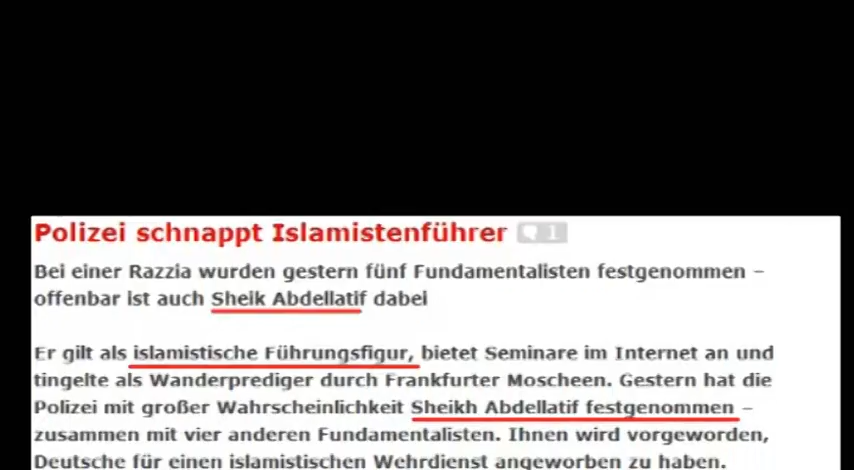 Polizei schnappt Islamistenführer 1
Bei einer Razzia wurden gestern fünf Fundamentalisten festgenommen –
offenbar ist auch Sheik Abdellatif dabei
Er gilt als islamistische Führungsfigur, bietet Seminare im Internet an und
tingelte als Wanderprediger durch Frankfurter Moscheen. Gestern hat die
Polizei mit großer Wahrscheinlichkeit Sheikh Abdellatif festgenommen –
zusammen mit vier anderen Fundamentalisten. Ihnen wird vorgeworden,
Deutsche für einen islamistischen Wehrdienst angeworben zu haben.